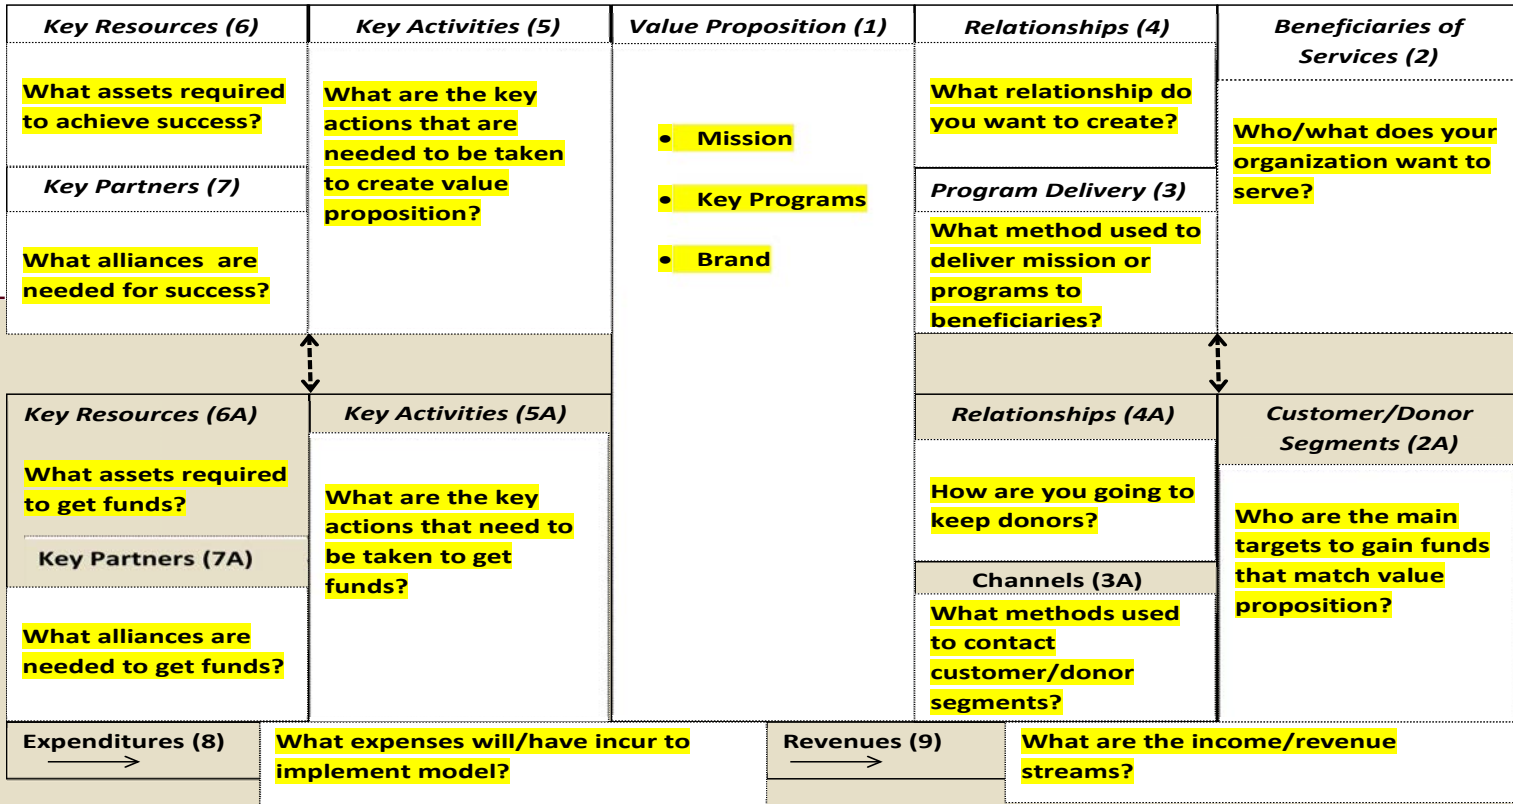 Key Resources (6)
What assets required
to achieve success?
Key Partners (7)
What alliances are
needed for success?
Key Activities (5)
What are the key
actions that are
needed to be taken
to create value
proposition?
Value Proposition (1)
• Mission
• Key Programs
• Brand
Relationships (4)
What relationship do
you want to create?
Program Delivery (3)
What method used to
deliver mission or
programs to
beneficiaries?
Beneficiaries of
Services (2)
Who/what does your
organization want to
serve?
Key Resources (6A)
What assets required
to get funds?
Key Partners (7A)
What alliances are
needed to get funds?
Key Activities (5A)
What are the key
actions that need to
be taken to get
funds?
Relationships (4A)
How are you going to
keep donors?
Channels (3A)
What methods used
to contact
customer/donor
segments?
Customer/Donor
Segments (2A)
Who are the main
targets to gain funds
that match value
proposition?
Expenditures (8)
What expenses will/have incur to
implement model?
Revenues (9)
What are the income/revenue
streams?